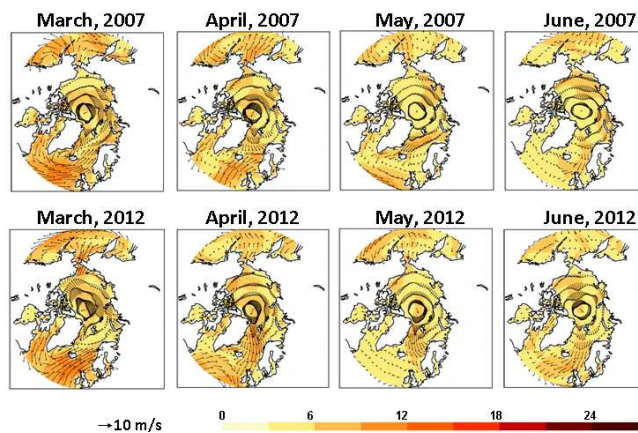 March, 2007 April, 2007 May, 2007 June, 2007
March, 2012 April, 2012 May, 2012 June, 2012
→10 m/s 0 6 12 18 24